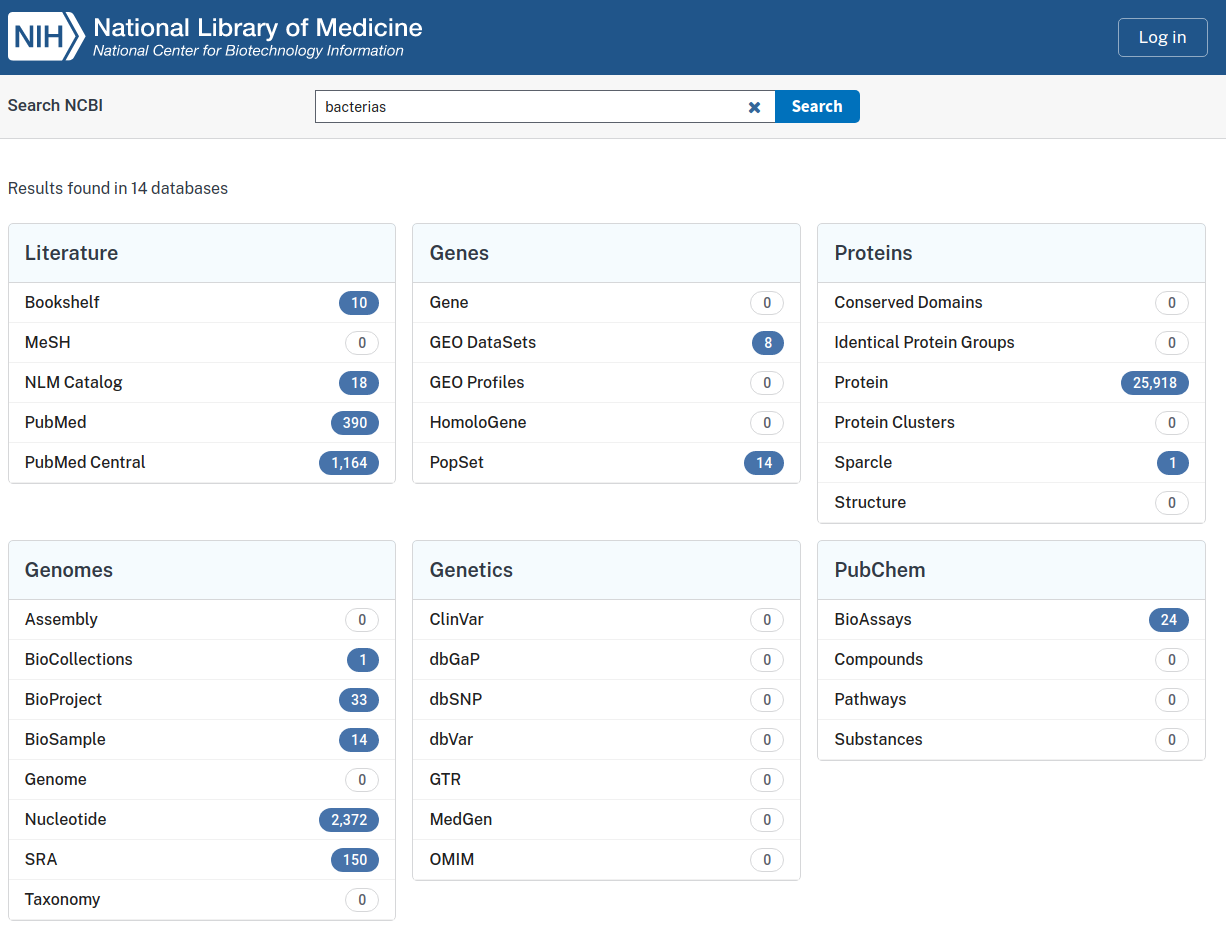 NIH National Library of Medicine
National Center for Biotechnology Information
Log in
Search NCBI
bacterias
Search
Results found in 14 databases
Literature
Bookshelf 10
MeSH 0
NLM Catalog 18
PubMed 390
PubMed Central 1,164
Genes
Gene 0
GEO DataSets 8
GEO Profiles 0
HomoloGene 0
PopSet 14
Proteins
Conserved Domains 0
Identical Protein Groups 0
Protein 25,918
Protein Clusters 0
Sparcle 1
Structure 0
Genomes
Assembly 0
BioCollections 1
BioProject 33
BioSample 14
Genome 0
Nucleotide 2,372
SRA 150
Taxonomy 0
Genetics
ClinVar 0
dbGaP 0
dbSNP 0
dbVar 0
GTR 0
MedGen 0
OMIM 0
PubChem
BioAssays 24
Compounds 0
Pathways 0
Substances 0